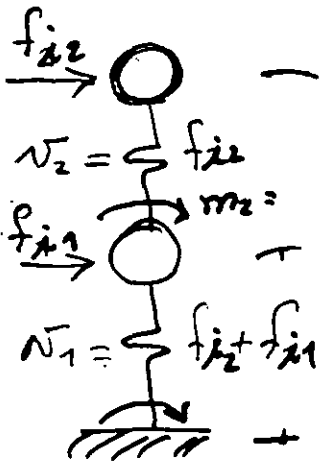 fi2
V2 = fi2
m2 =
fi1
V1 = fi2 + fi1